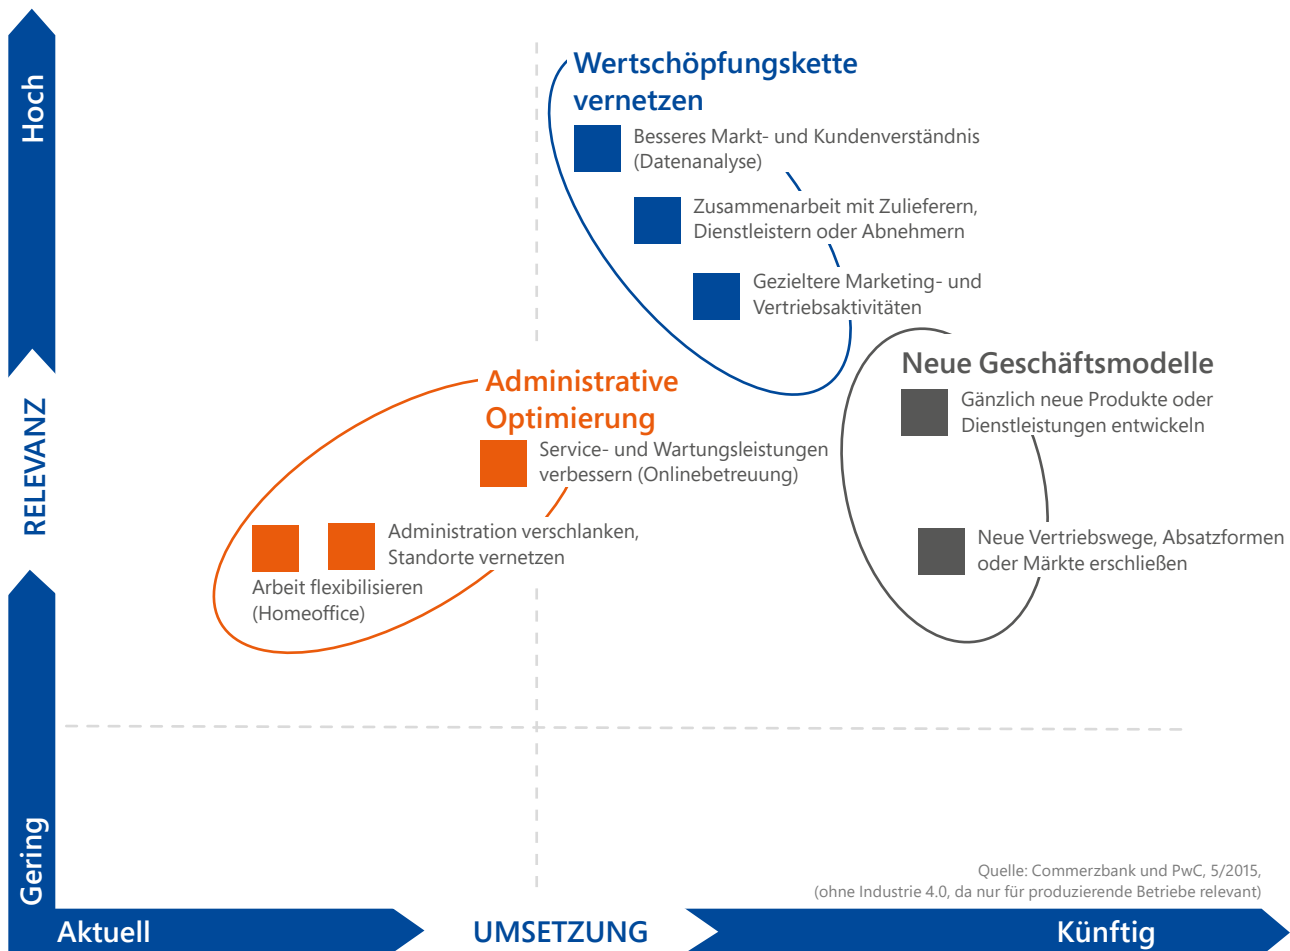 Hoch
RELEVANZ
Gering
Wertschöpfungskette
vernetzen
Besseres Markt- und Kundenverständnis
(Datenanalyse)
Zusammenarbeit mit Zulieferern,
Dienstleistern oder Abnehmern
Gezieltere Marketing- und
Vertriebsaktivitäten
Neue Geschäftsmodelle
Gänzlich neue Produkte oder
Dienstleistungen entwickeln
Neue Vertriebswege, Absatzformen
oder Märkte erschließen
Administrative
Optimierung
Service- und Wartungsleistungen
verbessern (Onlinebetreuung)
Administration verschlanken,
Standorte vernetzen
Arbeit flexibilisieren
(Homeoffice)
Quelle: Commerzbank und PwC, 5/2015,
(ohne Industrie 4.0, da nur für produzierende Betriebe relevant)
Aktuell
UMSETZUNG
Künftig